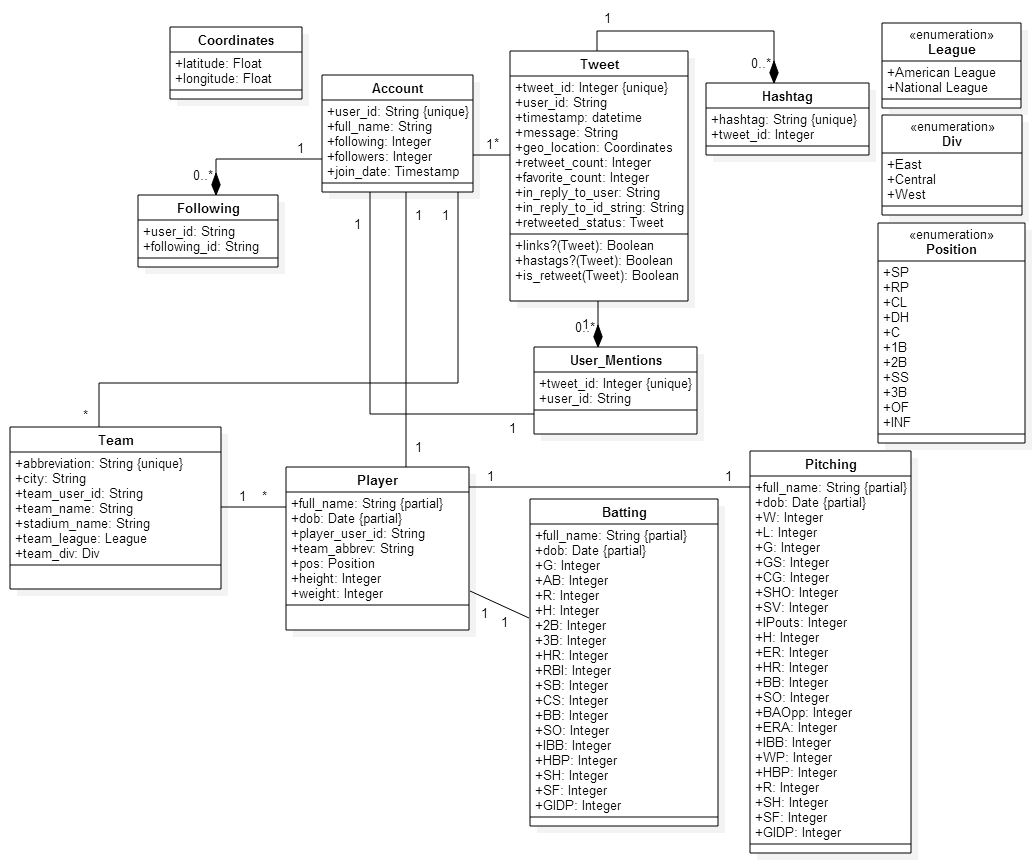 Coordinates
+latitude: Float
+longitude: Float
Account
+user_id: String {unique}
+full_name: String
+following: Integer
+followers: Integer
+join_date: Timestamp
1
0..*
Following
+user_id: String
+following_id: String
1*
1
1
1
Tweet
+tweet_id: Integer {unique}
+user_id: String
+timestamp: datetime
+message: String
+geo_location: Coordinates
+retweet_count: Integer
+favorite_count: Integer
+in_reply_to_user: String
+in_reply_to_id_string: String
+retweeted_status: Tweet
+links?(Tweet): Boolean
+hastags?(Tweet): Boolean
+is_retweet(Tweet): Boolean
1
0..*
Hashtag
+hashtag: String {unique}
+tweet_id: Integer
1
0..*
User_Mentions
+tweet_id: Integer {unique}
+user_id: String
1
«enumeration»
League
+American League
+National League
«enumeration»
Div
+East
+Central
+West
«enumeration»
Position
+SP
+RP
+CL
+DH
+C
+1B
+2B
+SS
+3B
+OF
+INF
*
Team
+abbreviation: String {unique}
+city: String
+team_user_id: String
+team_name: String
+stadium_name: String
+team_league: League
+team_div: Div
1
*
1
Player
+full_name: String {partial}
+dob: Date {partial}
+player_user_id: String
+team_abbrev: String
+pos: Position
+height: Integer
+weight: Integer
1
1
1
1
Batting
+full_name: String {partial}
+dob: Date {partial}
+G: Integer
+AB: Integer
+R: Integer
+H: Integer
+2B: Integer
+3B: Integer
+HR: Integer
+RBI: Integer
+SB: Integer
+CS: Integer
+BB: Integer
+SO: Integer
+IBB: Integer
+HBP: Integer
+SH: Integer
+SF: Integer
+GIDP: Integer
Pitching
+full_name: String {partial}
+dob: Date {partial}
+W: Integer
+L: Integer
+G: Integer
+GS: Integer
+CG: Integer
+SHO: Integer
+SV: Integer
+IPouts: Integer
+H: Integer
+ER: Integer
+HR: Integer
+BB: Integer
+SO: Integer
+BAOpp: Integer
+ERA: Integer
+IBB: Integer
+WP: Integer
+HBP: Integer
+R: Integer
+SH: Integer
+SF: Integer
+GIDP: Integer